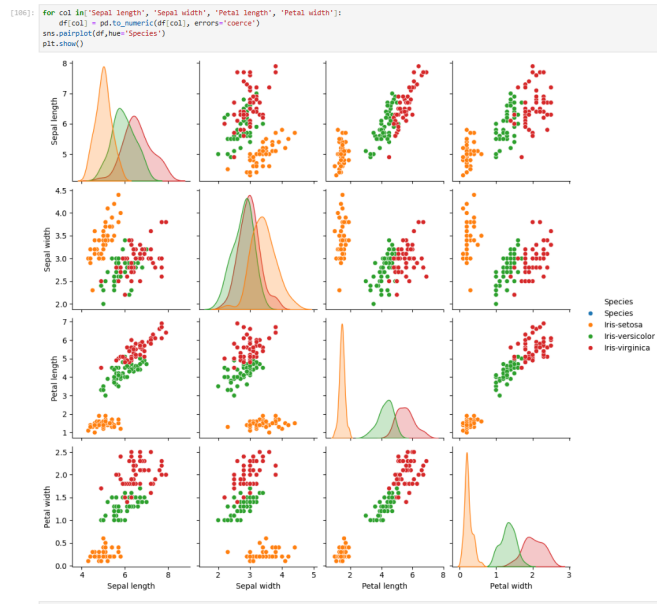 [106]: for col in['Sepal length', 'Sepal width', 'Petal length', 'Petal width']:
df[col] = pd.to_numeric(df[col], errors='coerce')
sns.pairplot(df,hue='Species')
plt.show()
8
7
6
5
Sepal length
4.5
4.0
3.5
3.0
2.5
2.0
Sepal width
Species
Species
Iris-setosa
Iris-versicolor
Iris-virginica
7
6
5
4
3
2
1
Petal length
2.5
2.0
1.5
1.0
0.5
0.0
Petal width
4 6 8
2 3 4 5
2 4 6 8
0 1 2 3
Sepal length
Sepal width
Petal length
Petal width